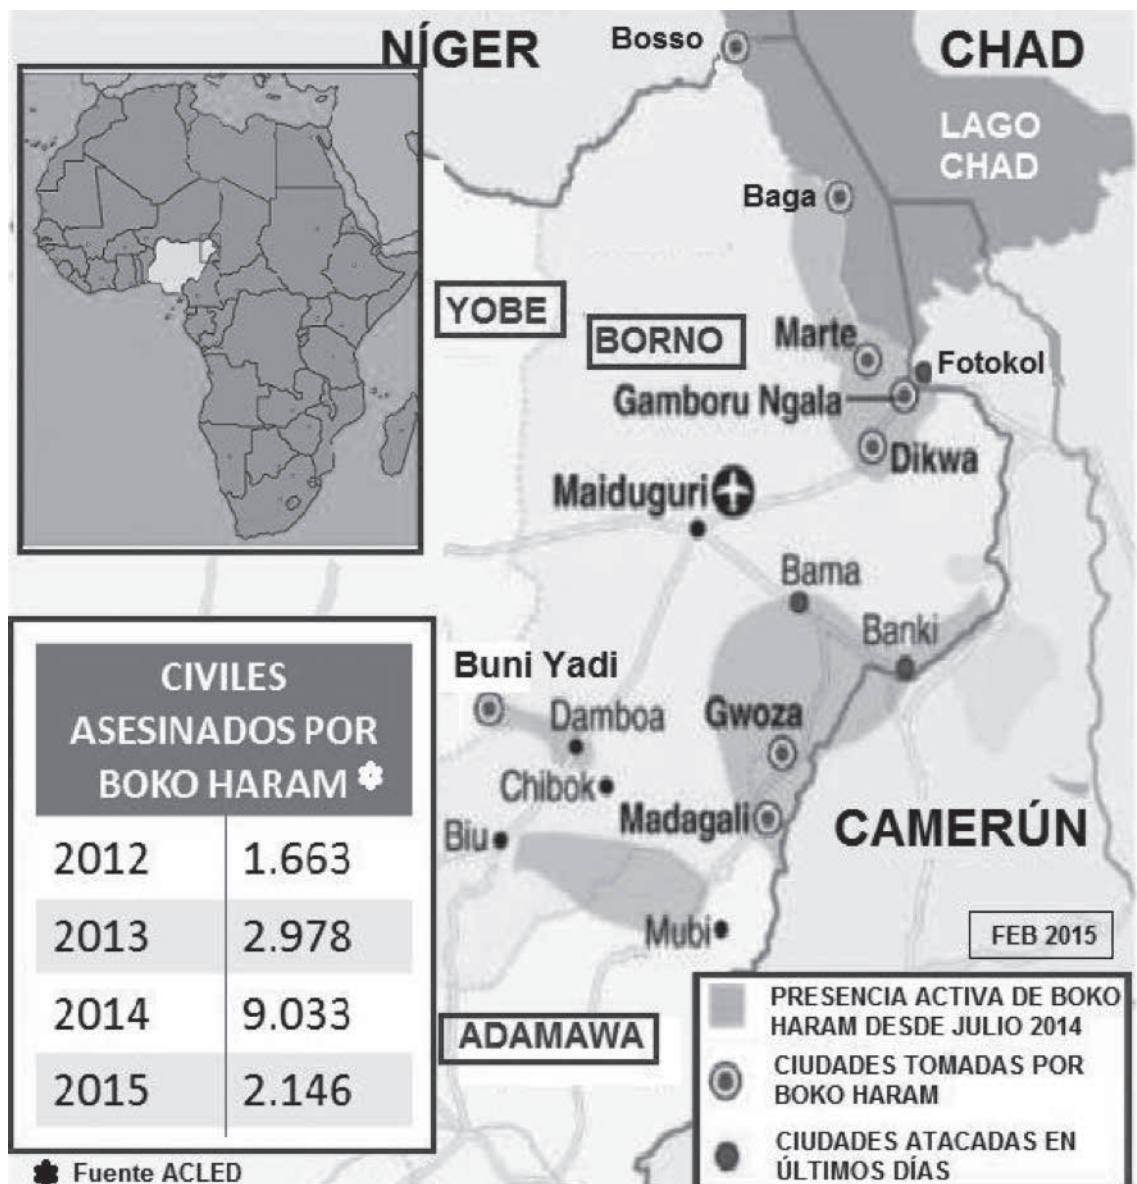 NÍGER
Bosso
CHAD
LAGO
CHAD
Baga
YOBE
BORNO
Marte
Fotokol
Gamboru Ngala
Dikwa
Maiduguri
Bama
Banki
Buni Yadi
Damboa
Gwoza
Chibok
Madagali
Biu
CAMERÚN
Mubi
FEB 2015
ADAMAWA
CIVILES
ASESINADOS POR
BOKO HARAM
2012 1.663
2013 2.978
2014 9.033
2015 2.146
Fuente ACLED
PRESENCIA ACTIVA DE BOKO
HARAM DESDE JULIO 2014
CIUDADES TOMADAS POR
BOKO HARAM
CIUDADES ATACADAS EN
ÚLTIMOS DÍAS